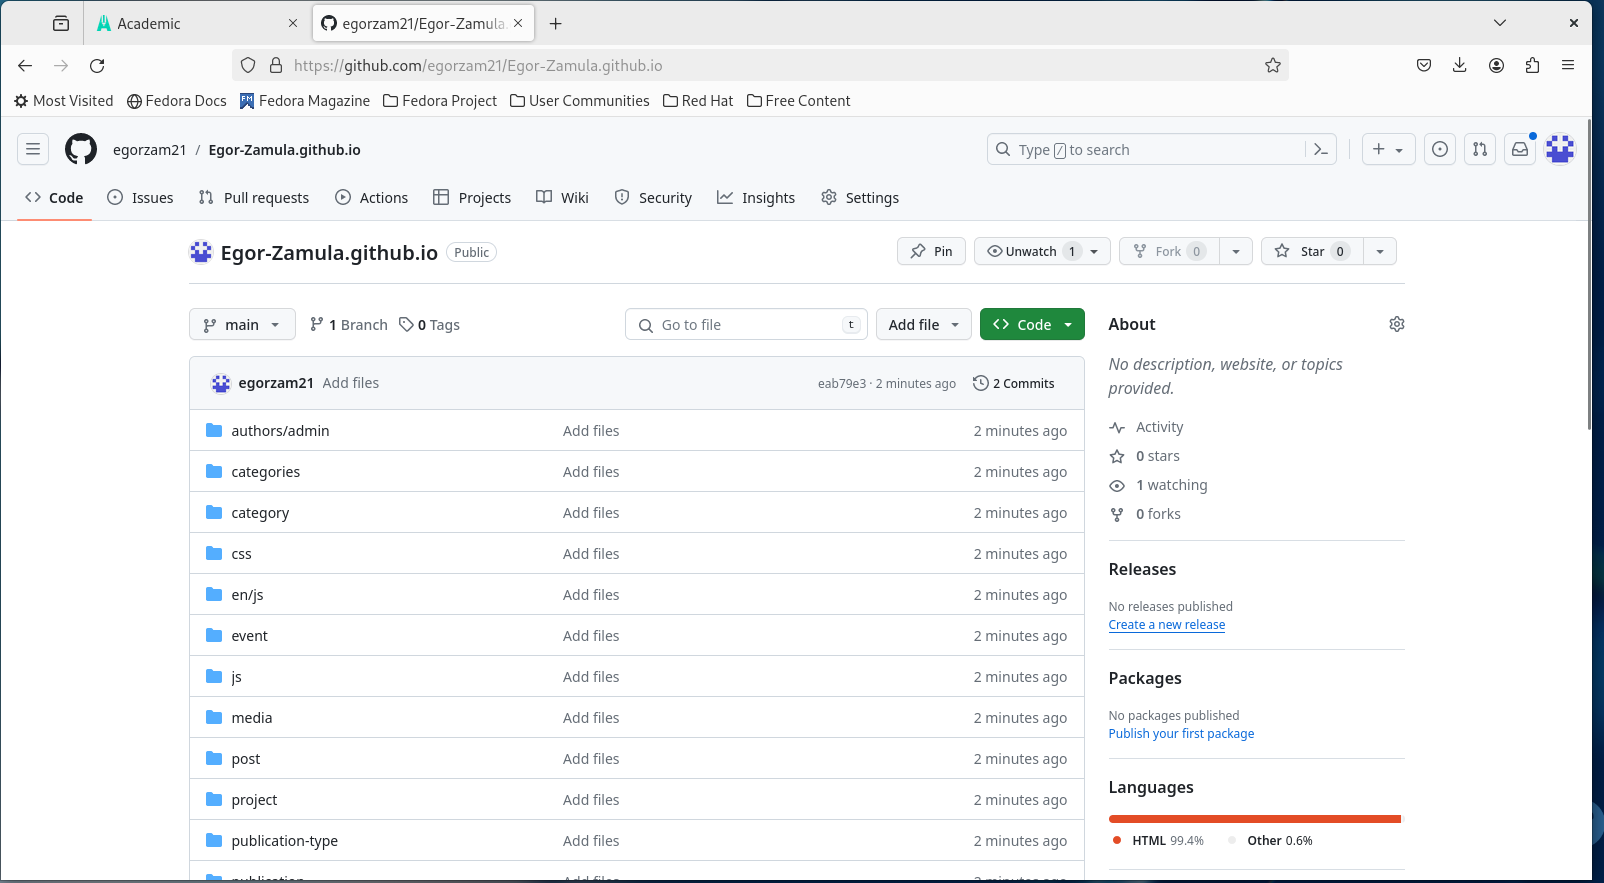 Academic
egorzam21/Egor-Zamula.
https://github.com/egorzam21/Egor-Zamula.github.io
Most Visited Fedora Docs Fedora Magazine Fedora Project User Communities Red Hat Free Content
egorzam21 / Egor-Zamula.github.io
Type / to search
Code Issues Pull requests Actions Projects Wiki Security Insights Settings
Egor-Zamula.github.io Public
Pin Unwatch 1 Fork 0 Star 0
main 1 Branch 0 Tags Go to file t Add file Code
egorzam21 Add files eab79e3 · 2 minutes ago 2 Commits
authors/admin Add files 2 minutes ago
categories Add files 2 minutes ago
category Add files 2 minutes ago
css Add files 2 minutes ago
en/js Add files 2 minutes ago
event Add files 2 minutes ago
js Add files 2 minutes ago
media Add files 2 minutes ago
post Add files 2 minutes ago
project Add files 2 minutes ago
publication-type Add files 2 minutes ago
publication Add files 2 minutes ago
About
No description, website, or topics
provided.
Activity
0 stars
1 watching
0 forks
Releases
No releases published
Create a new release
Packages
No packages published
Publish your first package
Languages
HTML 99.4% Other 0.6%